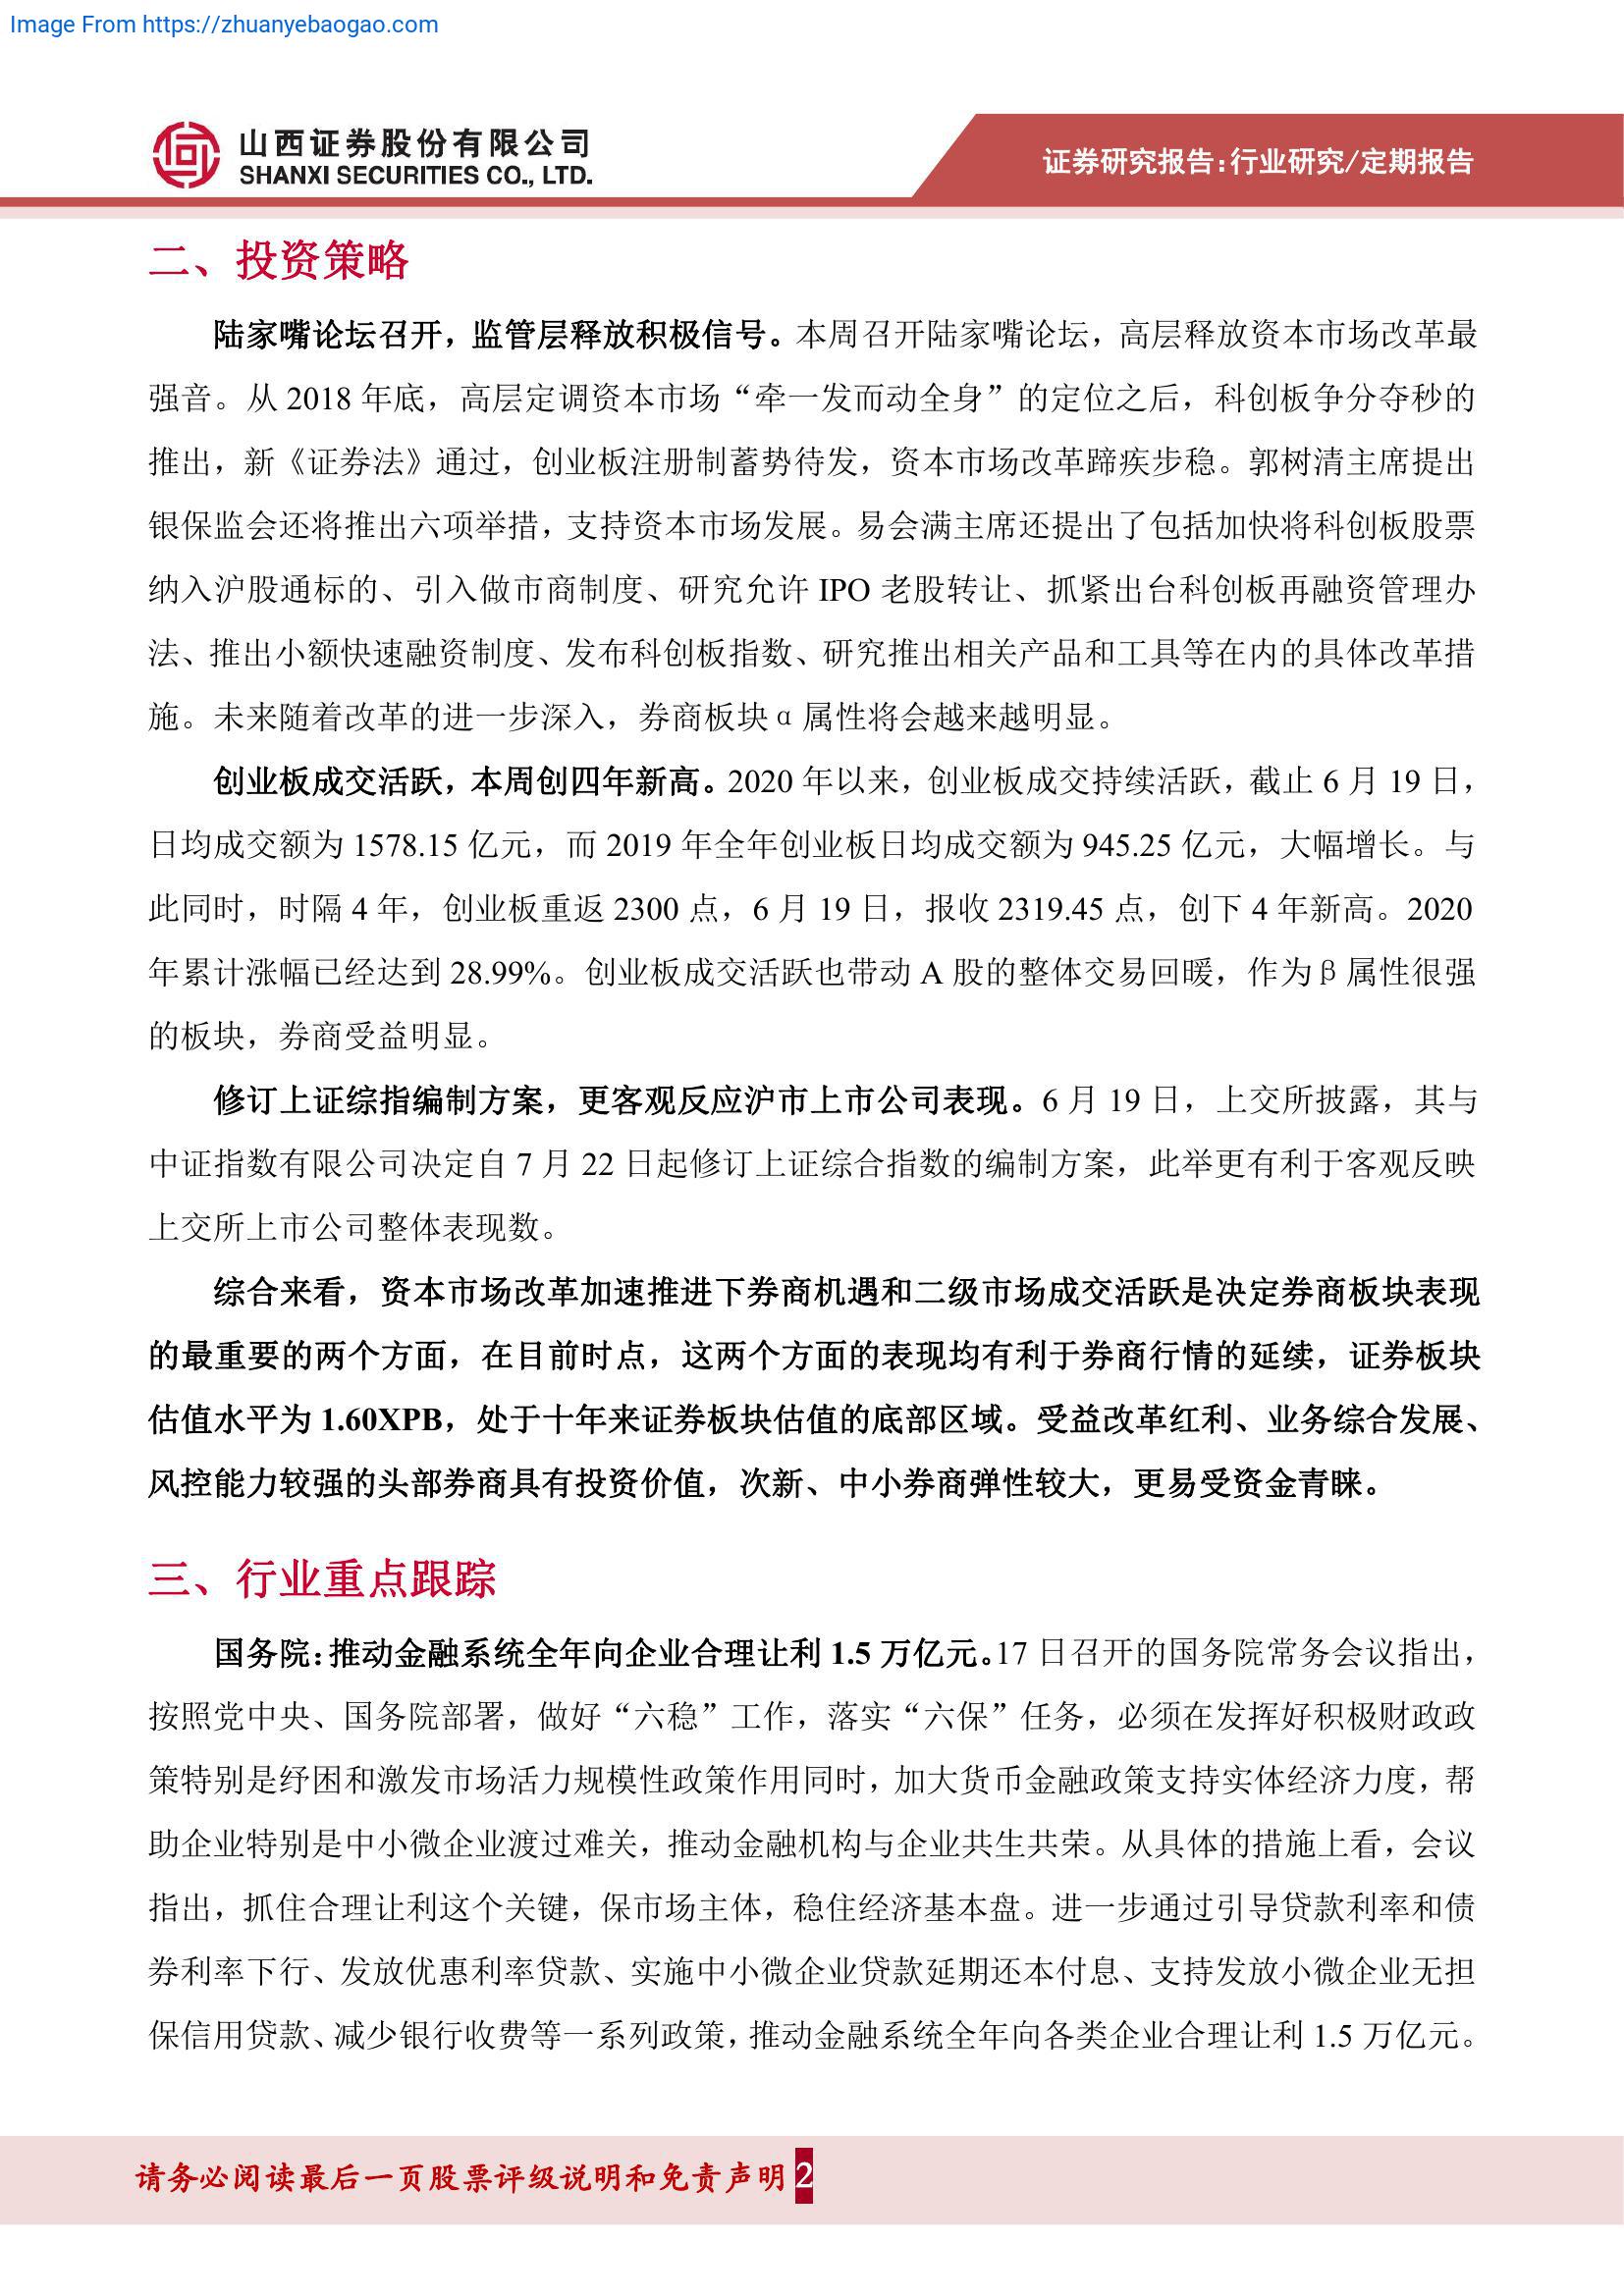 Image From https://zhuanyebaogao.com
山西证券股份有限公司
SHANXI SECURITIES CO., LTD.
证券研究报告：行业研究/定期报告
二、投资策略
陆家嘴论坛召开，监管层释放积极信号。本周召开陆家嘴论坛，高层释放资本市场改革最
强音。从 2018 年底，高层定调资本市场“牵一发而动全身”的定位之后，科创板争分夺秒的
推出，新《证券法》通过，创业板注册制蓄势待发，资本市场改革蹄疾步稳。郭树清主席提出
银保监会还将推出六项举措，支持资本市场发展。易会满主席还提出了包括加快将科创板股票
纳入沪股通标的、引入做市商制度、研究允许 IPO 老股转让、抓紧出台科创板再融资管理办
法、推出小额快速融资制度、发布科创板指数、研究推出相关产品和工具等在内的具体改革措
施。未来随着改革的进一步深入，券商板块α属性将会越来越明显。
创业板成交活跃，本周创四年新高。2020 年以来，创业板成交持续活跃，截止 6 月 19 日，
日均成交额为 1578.15 亿元，而 2019 年全年创业板日均成交额为 945.25 亿元，大幅增长。与
此同时，时隔 4 年，创业板重返 2300 点，6 月 19 日，报收 2319.45 点，创下 4 年新高。2020
年累计涨幅已经达到 28.99%。创业板成交活跃也带动 A 股的整体交易回暖，作为β属性很强
的板块，券商受益明显。
修订上证综指编制方案，更客观反应沪市上市公司表现。6 月 19 日，上交所披露，其与
中证指数有限公司决定自 7 月 22 日起修订上证综合指数的编制方案，此举更有利于客观反映
上交所上市公司整体表现数。
综合来看，资本市场改革加速推进下券商机遇和二级市场成交活跃是决定券商板块表现
的最重要的两个方面，在目前时点，这两个方面的表现均有利于券商行情的延续，证券板块
估值水平为 1.60XPB，处于十年来证券板块估值的底部区域。受益改革红利、业务综合发展、
风控能力较强的头部券商具有投资价值，次新、中小券商弹性较大，更易受资金青睐。
三、行业重点跟踪
国务院：推动金融系统全年向企业合理让利 1.5 万亿元。17 日召开的国务院常务会议指出，
按照党中央、国务院部署，做好“六稳”工作，落实“六保”任务，必须在发挥好积极财政政
策特别是纾困和激发市场活力规模性政策作用同时，加大货币金融政策支持实体经济力度，帮
助企业特别是中小微企业渡过难关，推动金融机构与企业共生共荣。从具体的措施上看，会议
指出，抓住合理让利这个关键，保市场主体，稳住经济基本盘。进一步通过引导贷款利率和债
券利率下行、发放优惠利率贷款、实施中小微企业贷款延期还本付息、支持发放小微企业无担
保信用贷款、减少银行收费等一系列政策，推动金融系统全年向各类企业合理让利 1.5 万亿元。
请务必阅读最后一页股票评级说明和免责声明 2